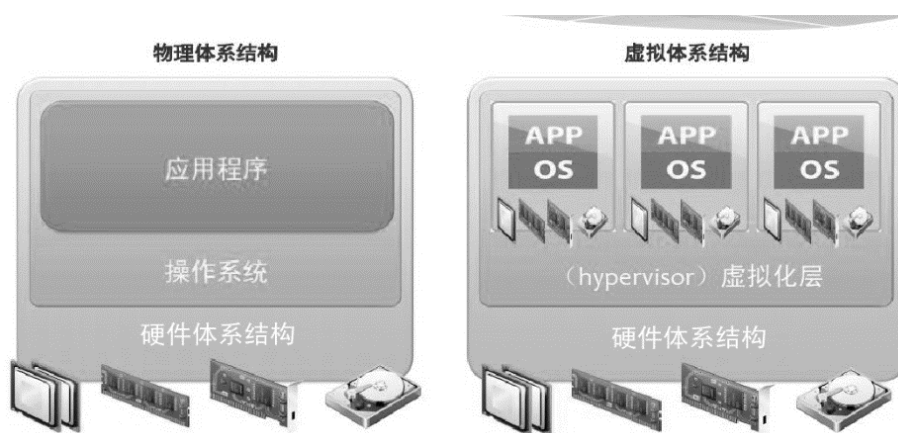 物理体系结构
应用程序
操作系统
硬件体系结构
虚拟体系结构
APP
OS
APP
OS
APP
OS
（hypervisor）虚拟化层
硬件体系结构